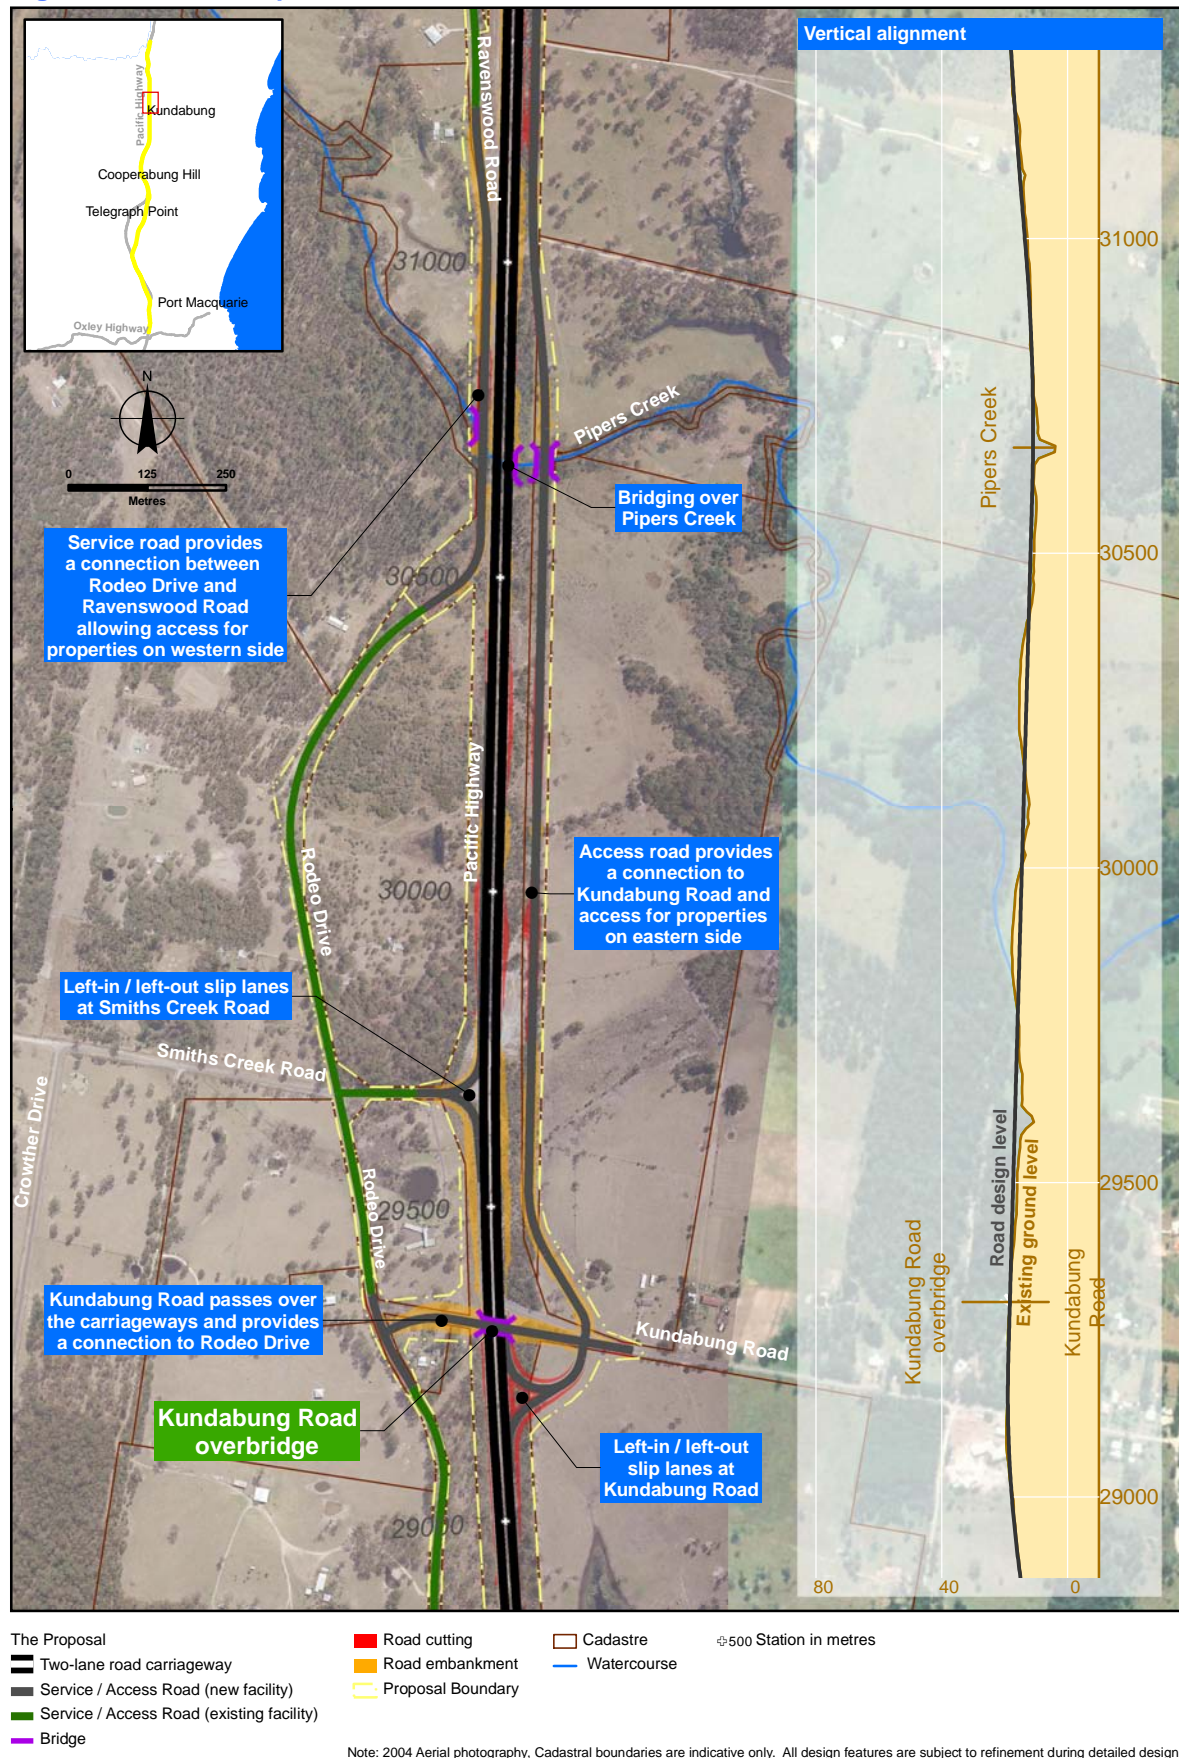 Vertical alignment
Pacific Highway
Kundabung
Cooperabung Hill
Telegraph Point
Port Macquarie
Oxley Highway
Ravenswood Road
31000
31000
N
0 125 250
Metres
Pipers Creek
Pipers Creek
Bridging over
Pipers Creek
Service road provides
a connection between
Rodeo Drive and
Ravenswood Road
allowing access for
properties on western side
30500
30500
Pacific Highway
Rodeo Drive
Access road provides
a connection to
Kundabung Road and
access for properties
on eastern side
30000
30000
Left-in / left-out slip lanes
at Smiths Creek Road
Smiths Creek Road
Crowther Drive
Rodeo Drive
29500
29500
Road design level
Existing ground level
Kundabung Road
overbridge
Kundabung
Road
Kundabung Road passes over
the carriageways and provides
a connection to Rodeo Drive
Kundabung Road
Kundabung Road
overbridge
Left-in / left-out
slip lanes at
Kundabung Road
29000
29000
80 40 0
The Proposal
Two-lane road carriageway
Service / Access Road (new facility)
Service / Access Road (existing facility)
Bridge
Road cutting
Road embankment
Proposal Boundary
Cadastre
Watercourse
500 Station in metres
Note: 2004 Aerial photography, Cadastral boundaries are indicative only. All design features are subject to refinement during detailed design